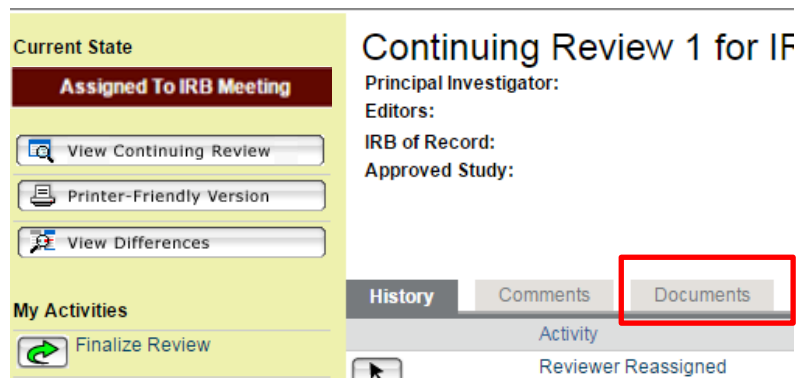 Current State
Assigned To IRB Meeting
View Continuing Review
Printer-Friendly Version
View Differences
My Activities
Finalize Review
Continuing Review 1 for
Principal Investigator:
Editors:
IRB of Record:
Approved Study:
History Comments Documents
Activity
Reviewer Reassigned